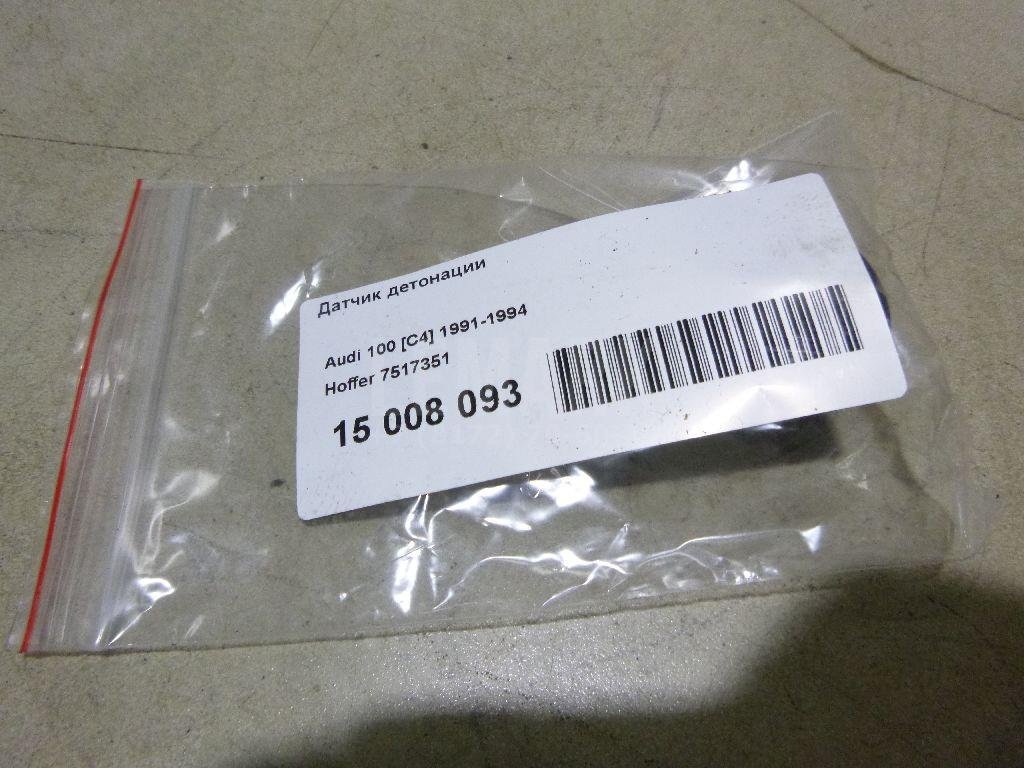 Датчик детонации
Audi 100 [C4] 1991-1994
Hoffer 7517351
15 008 093